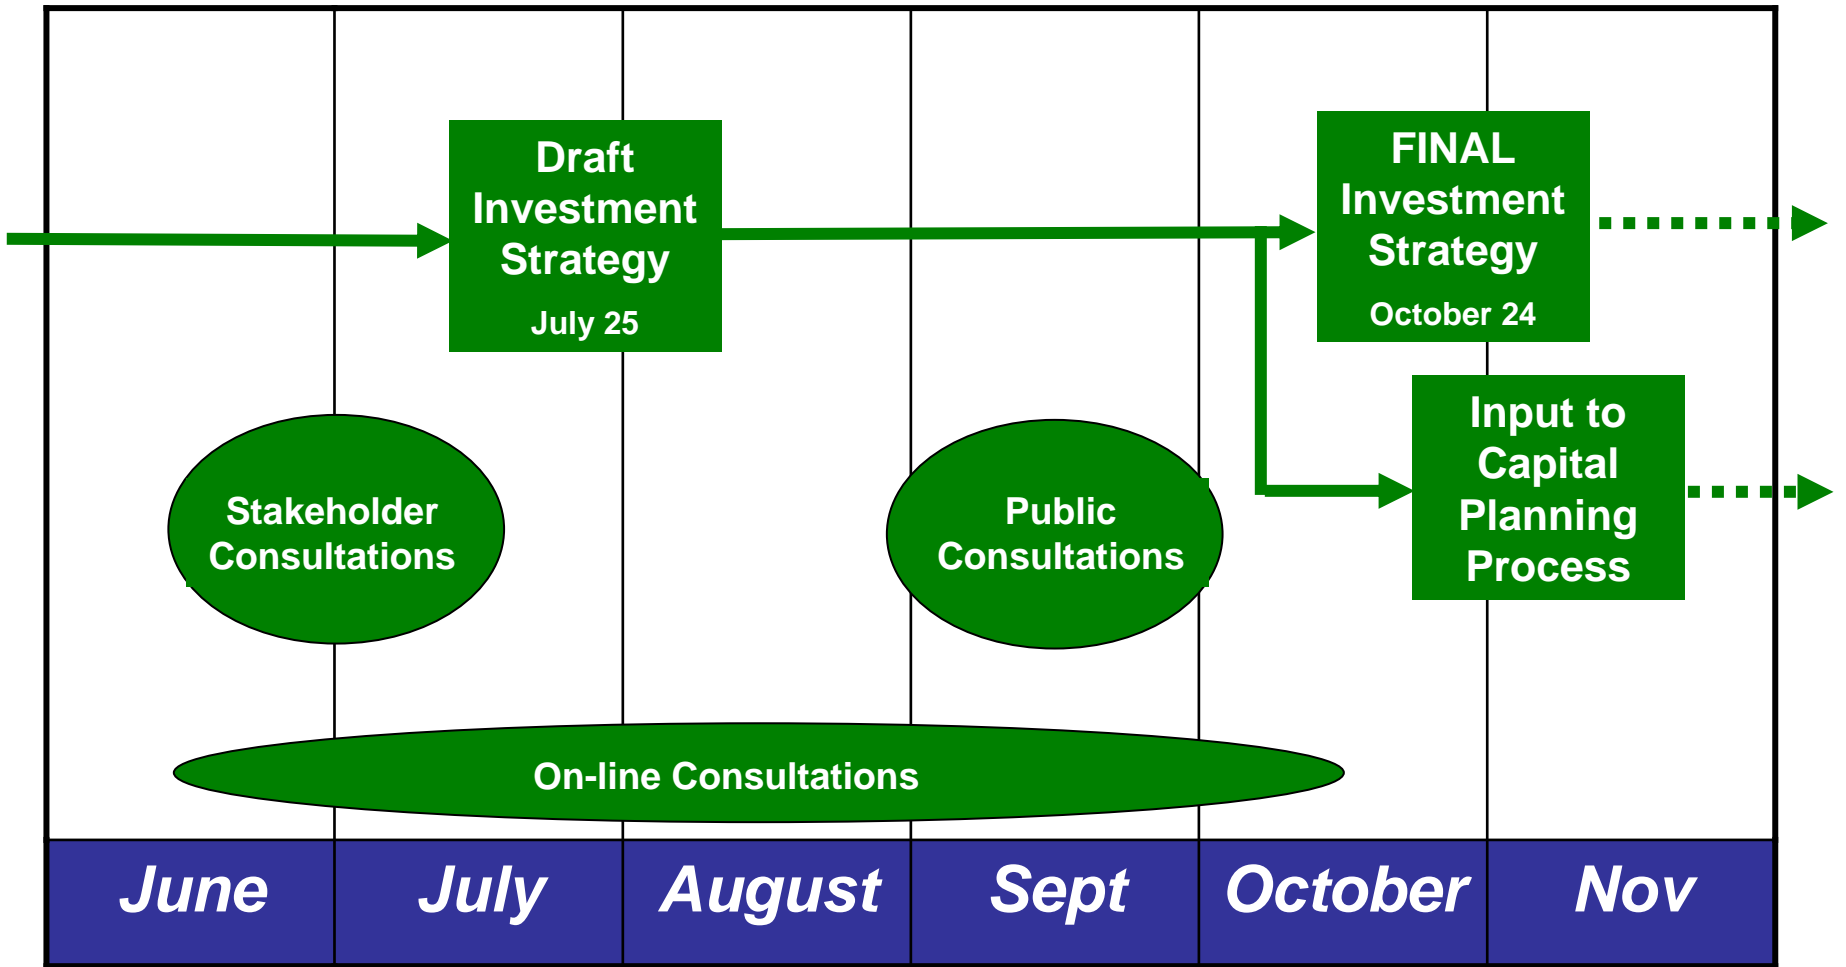 Draft
Investment
Strategy
July 25
FINAL
Investment
Strategy
October 24
Input to
Capital
Planning
Process
Stakeholder
Consultations
Public
Consultations
On-line Consultations
June
July
August
Sept
October
Nov